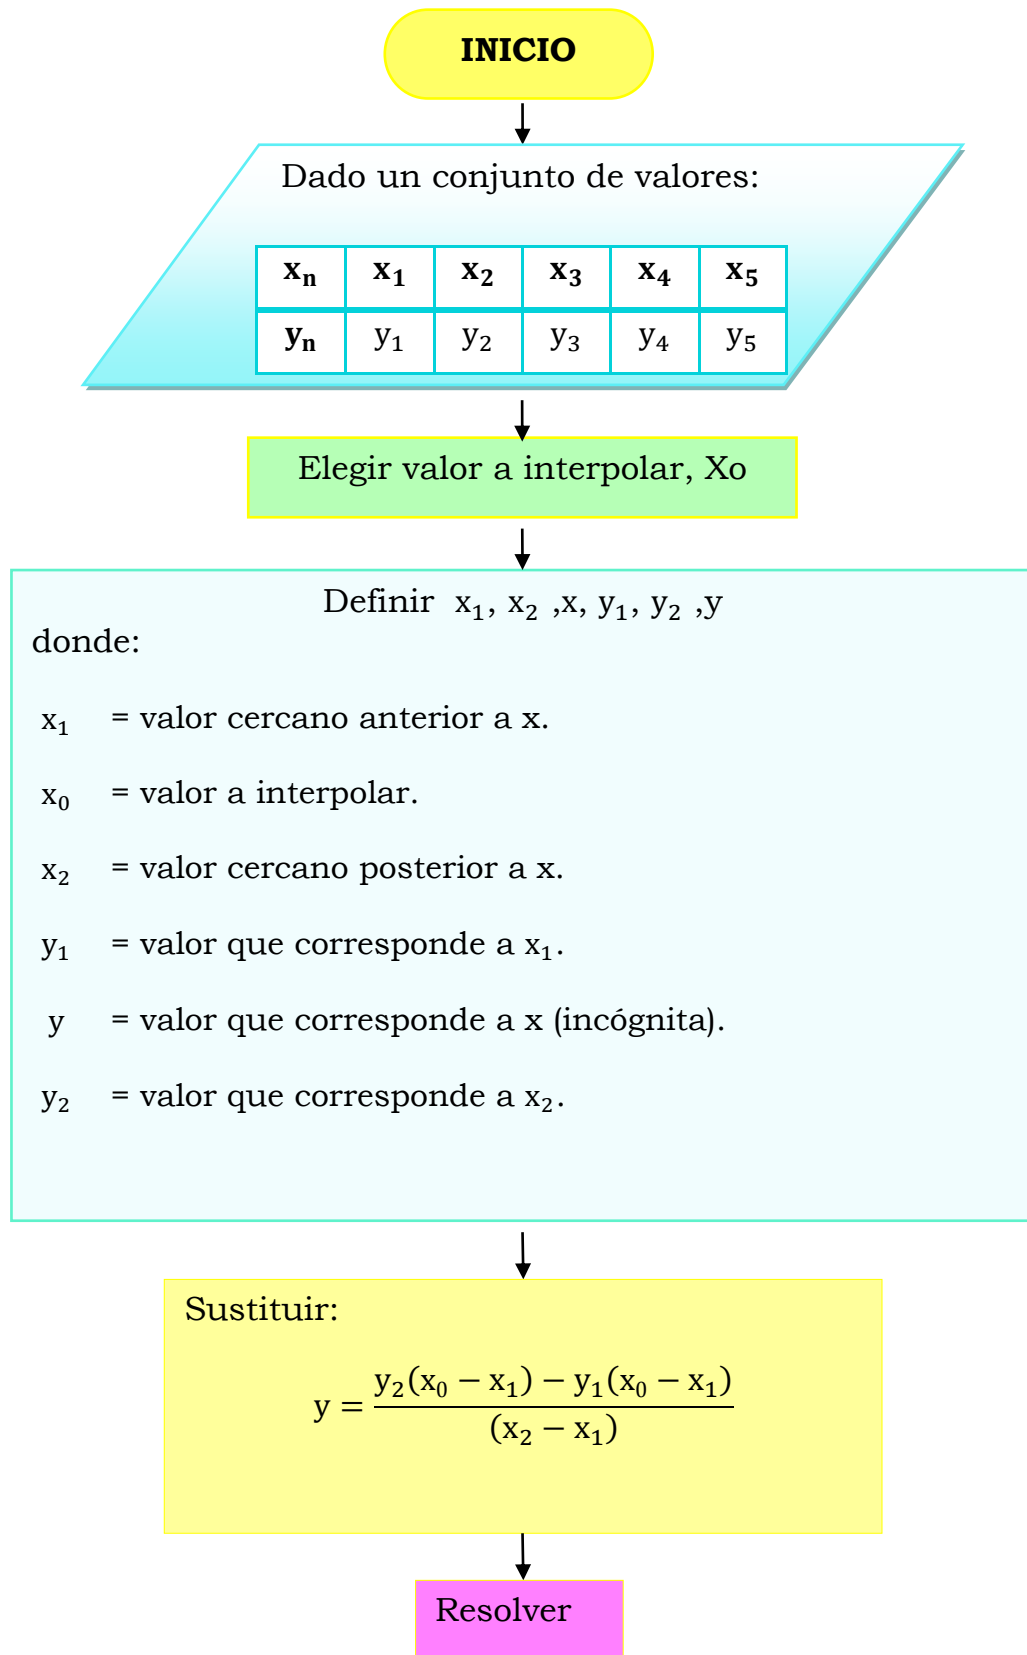 INICIO
Dado un conjunto de valores:
xₙ x₁ x₂ x₃ x₄ x₅
yₙ y₁ y₂ y₃ y₄ y₅
Elegir valor a interpolar, Xo
Definir x₁, x₂ ,x, y₁, y₂ ,y
donde:
x₁ = valor cercano anterior a x.
x₀ = valor a interpolar.
x₂ = valor cercano posterior a x.
y₁ = valor que corresponde a x₁.
y = valor que corresponde a x (incógnita).
y₂ = valor que corresponde a x₂.
Sustituir:
y = (y₂(x₀ − x₁) − y₁(x₀ − x₁)) / (x₂ − x₁)
Resolver